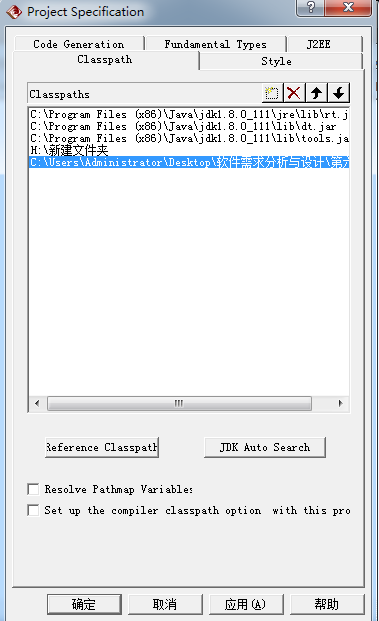 Project Specification
Code Generation
Fundamental Types
J2EE
Classpath
Style
Classpaths
C:\Program Files (x86)\Java\jdk1.8.0_111\jre\lib\rt.j
C:\Program Files (x86)\Java\jdk1.8.0_111\lib\dt.jar
C:\Program Files (x86)\Java\jdk1.8.0_111\lib\tools.ja
H:\新建文件夹
C:\Users\Administrator\Desktop\软件需求分析与设计\第六
Reference Classpath
JDK Auto Search
Resolve Pathmap Variables
Set up the compiler classpath option with this pro
确定
取消
应用(A)
帮助